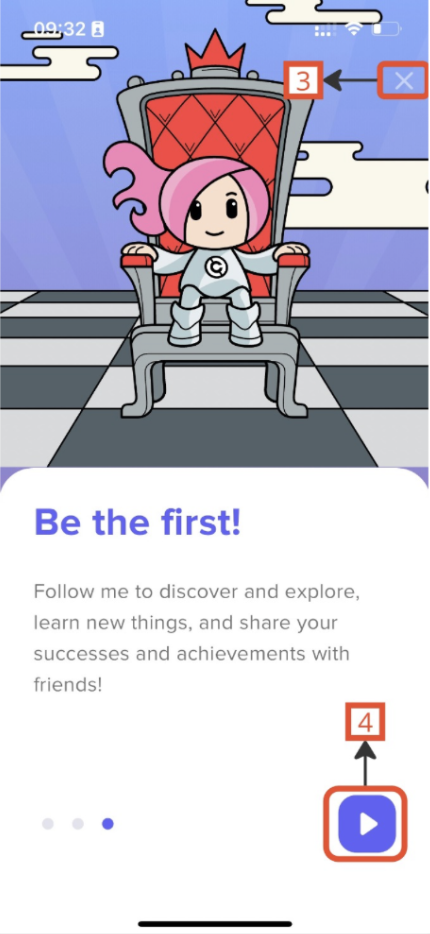 09:32
3
Be the first!
Follow me to discover and explore,
learn new things, and share your
successes and achievements with
friends!
4